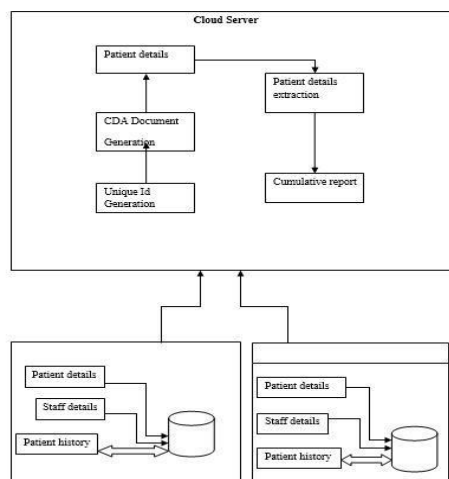 Cloud Server
Patient details
Patient details
extraction
CDA Document
Generation
Unique Id
Generation
Cumulative report
Patient details
Staff details
Patient history
Patient details
Staff details
Patient history